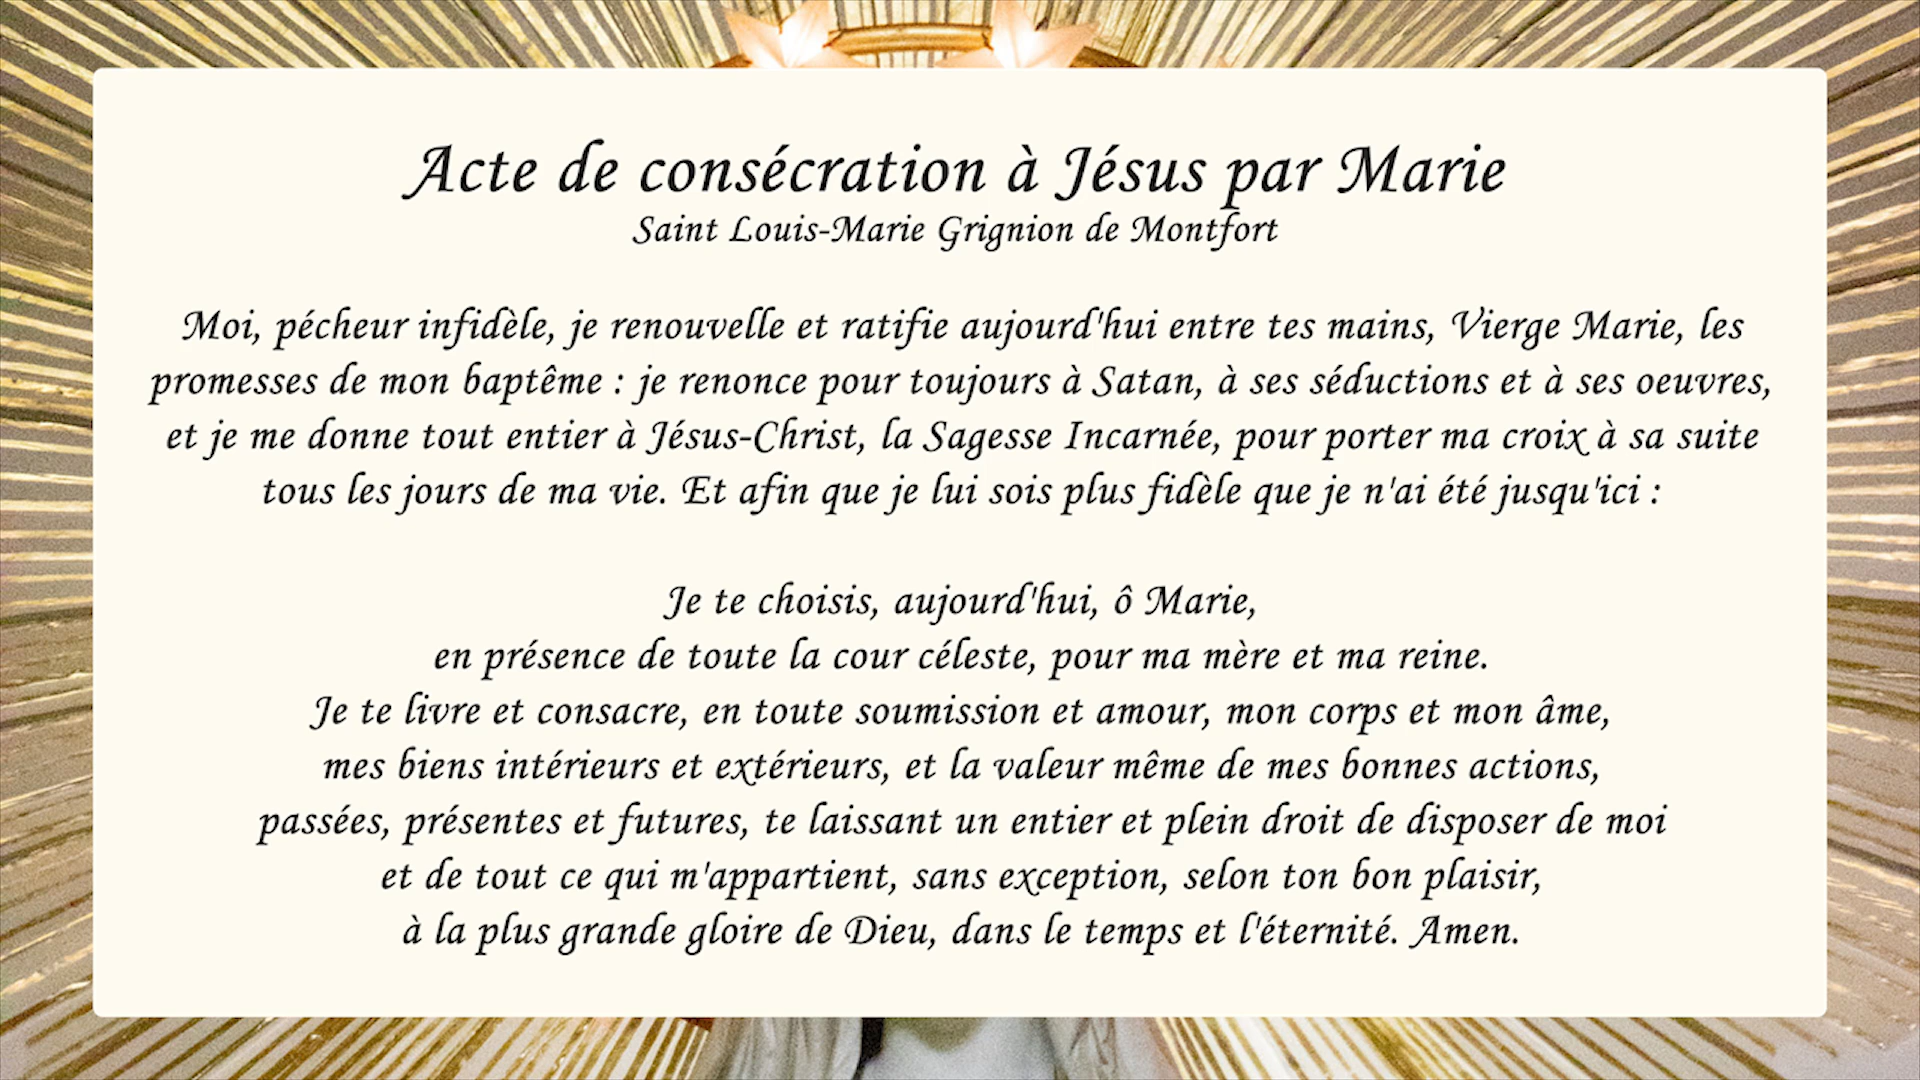 Acte de consécration à Jésus par Marie
Saint Louis-Marie Grignion de Montfort
Moi, pécheur infidèle, je renouvelle et ratifie aujourd'hui entre tes mains, Vierge Marie, les
promesses de mon baptême : je renonce pour toujours à Satan, à ses séductions et à ses oeuvres,
et je me donne tout entier à Jésus-Christ, la Sagesse Incarnée, pour porter ma croix à sa suite
tous les jours de ma vie. Et afin que je lui sois plus fidèle que je n'ai été jusqu'ici :
Je te choisis, aujourd'hui, ô Marie,
en présence de toute la cour céleste, pour ma mère et ma reine.
Je te livre et consacre, en toute soumission et amour, mon corps et mon âme,
mes biens intérieurs et extérieurs, et la valeur même de mes bonnes actions,
passées, présentes et futures, te laissant un entier et plein droit de disposer de moi
et de tout ce qui m'appartient, sans exception, selon ton bon plaisir,
à la plus grande gloire de Dieu, dans le temps et l'éternité. Amen.